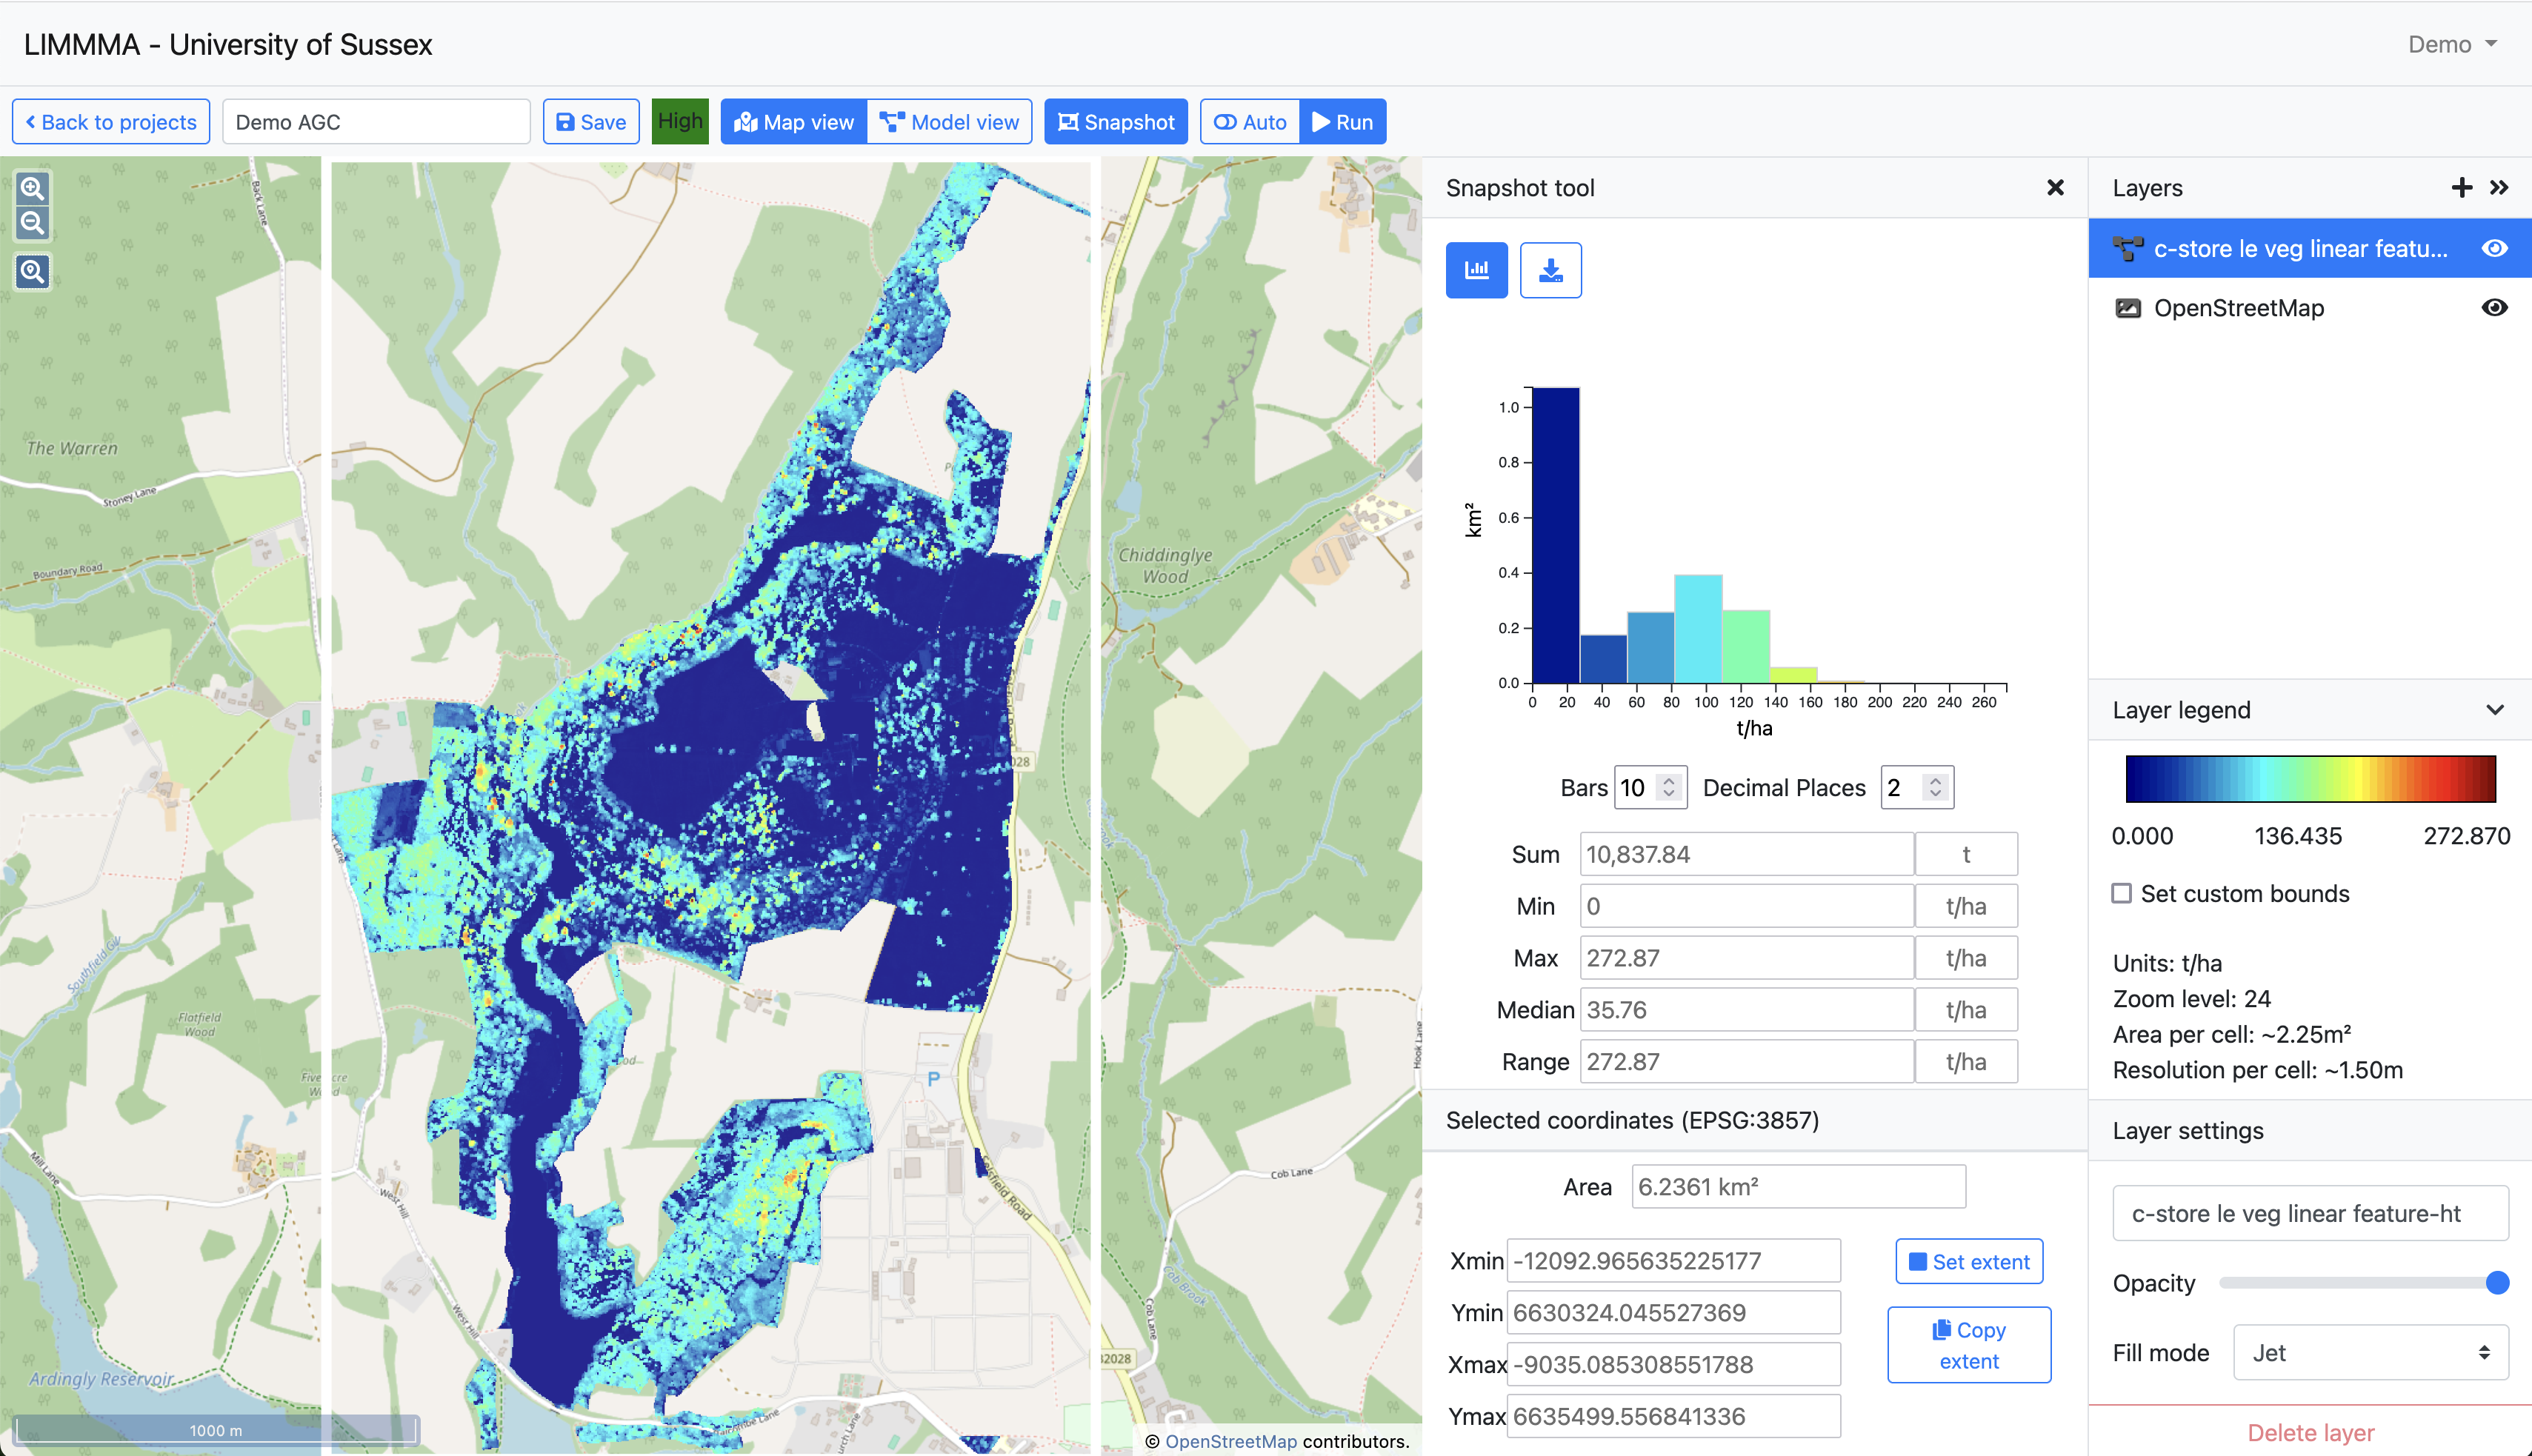 LIMMMA - University of Sussex
Demo
Back to projects
Demo AGC
Save
High
Map view
Model view
Snapshot
Auto
Run
Back Lane
The Warren
Stoney Lane
Boundary Road
Southfield Gill
Flatfield
Wood
Mill Lane
West Hill
West Hill
Ardingly Reservoir
1000 m
Chiddinglye
Wood
P
Cob Lane
Cob Lane
Cob Brook
Hook Lane
© OpenStreetMap contributors.
Snapshot tool
km²
1.0
0.8
0.6
0.4
0.2
0.0
0 20 40 60 80 100 120 140 160 180 200 220 240 260
t/ha
Bars 10 Decimal Places 2
Sum 10,837.84 t
Min 0 t/ha
Max 272.87 t/ha
Median 35.76 t/ha
Range 272.87 t/ha
Selected coordinates (EPSG:3857)
Area 6.2361 km²
Xmin -12092.965635225177
Ymin 6630324.045527369
Xmax -9035.085308551788
Ymax 6635499.556841336
Set extent
Copy
extent
Layers
c-store le veg linear featu...
OpenStreetMap
Layer legend
0.000 136.435 272.870
Set custom bounds
Units: t/ha
Zoom level: 24
Area per cell: ~2.25m²
Resolution per cell: ~1.50m
Layer settings
c-store le veg linear feature-ht
Opacity
Fill mode Jet
Delete layer